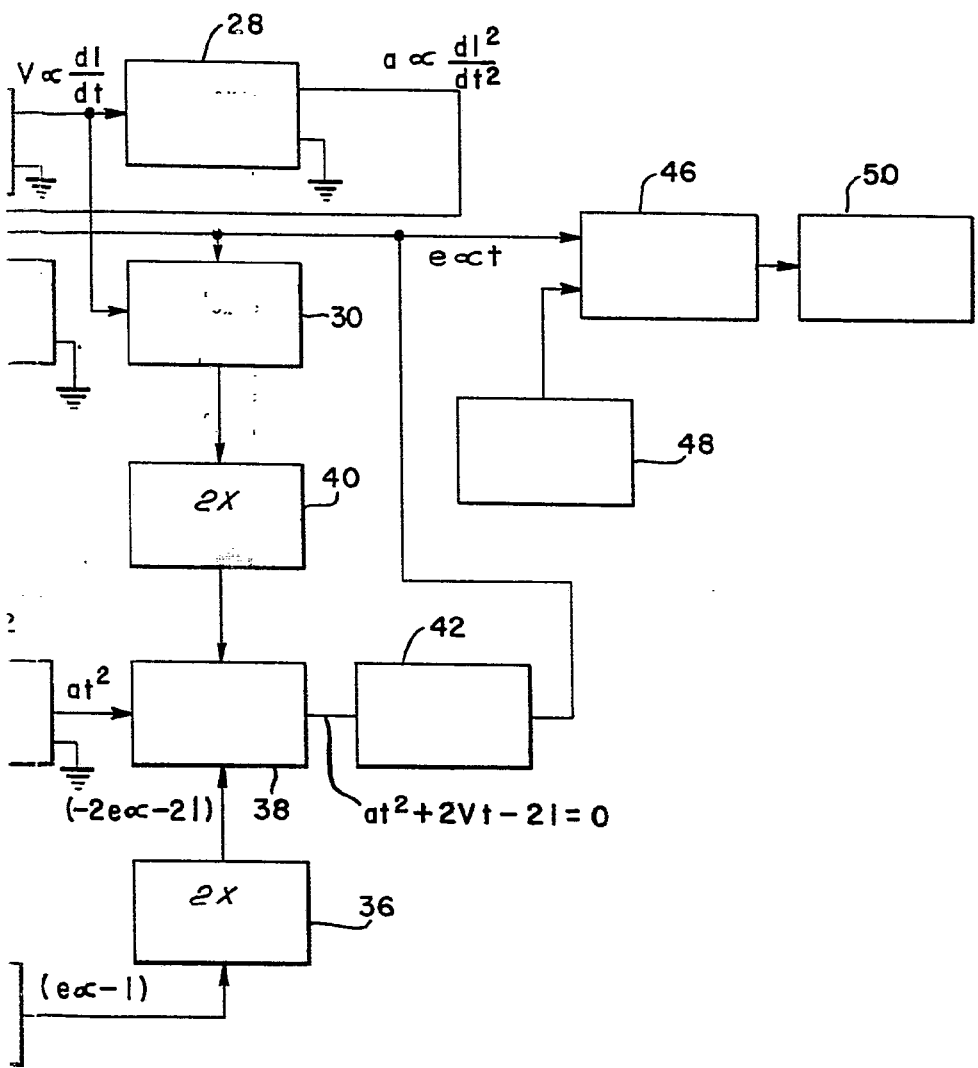 28
V ∝ dl/dt
a ∝ dl²/dt²
46
50
e ∝ t
30
48
40
2X
42
at²
38
(-2e ∝ -2l)
at² + 2Vt - 2l = 0
2X
36
(e ∝ -l)